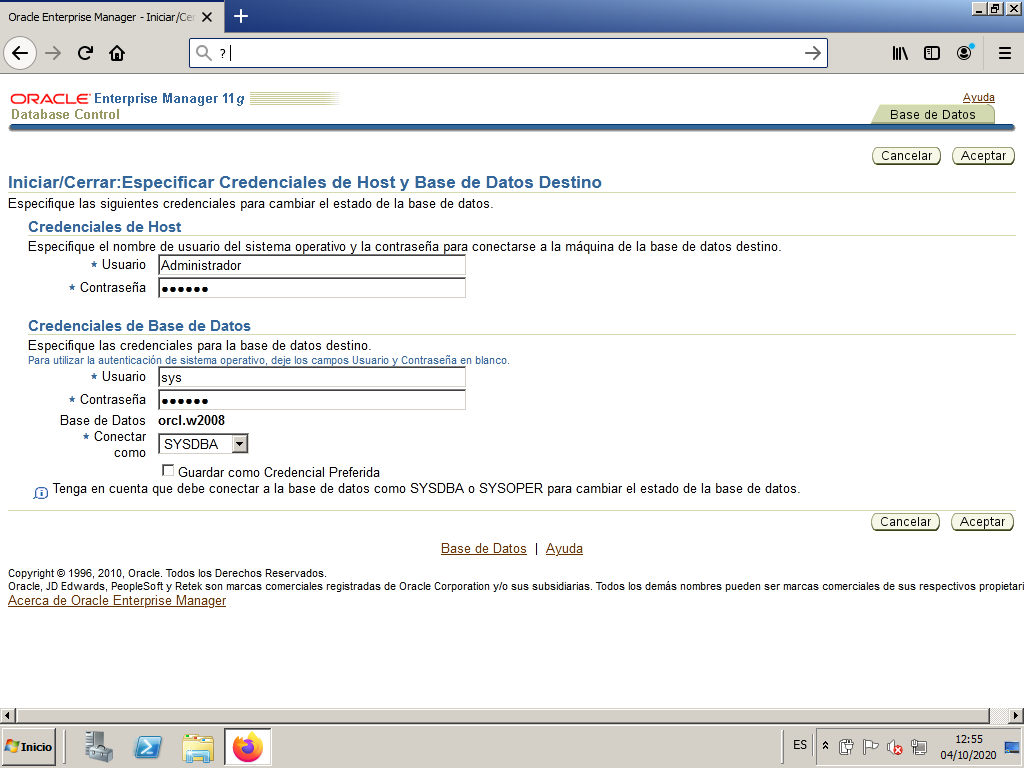 Oracle Enterprise Manager - Iniciar/Cer
?
ORACLE Enterprise Manager 11g
Database Control
Ayuda
Base de Datos
Cancelar Aceptar
Iniciar/Cerrar:Especificar Credenciales de Host y Base de Datos Destino
Especifique las siguientes credenciales para cambiar el estado de la base de datos.
Credenciales de Host
Especifique el nombre de usuario del sistema operativo y la contraseña para conectarse a la máquina de la base de datos destino.
* Usuario Administrador
* Contraseña ●●●●●●
Credenciales de Base de Datos
Especifique las credenciales para la base de datos destino.
Para utilizar la autenticación de sistema operativo, deje los campos Usuario y Contraseña en blanco.
* Usuario sys
* Contraseña ●●●●●●
Base de Datos orcl.w2008
* Conectar
como
SYSDBA
Guardar como Credencial Preferida
Tenga en cuenta que debe conectar a la base de datos como SYSDBA o SYSOPER para cambiar el estado de la base de datos.
Cancelar Aceptar
Base de Datos | Ayuda
Copyright © 1996, 2010, Oracle. Todos los Derechos Reservados.
Oracle, JD Edwards, PeopleSoft y Retek son marcas comerciales registradas de Oracle Corporation y/o sus subsidiarias. Todos los demás nombres pueden ser marcas comerciales de sus respectivos propietari
Acerca de Oracle Enterprise Manager
Inicio
ES
12:55
04/10/2020